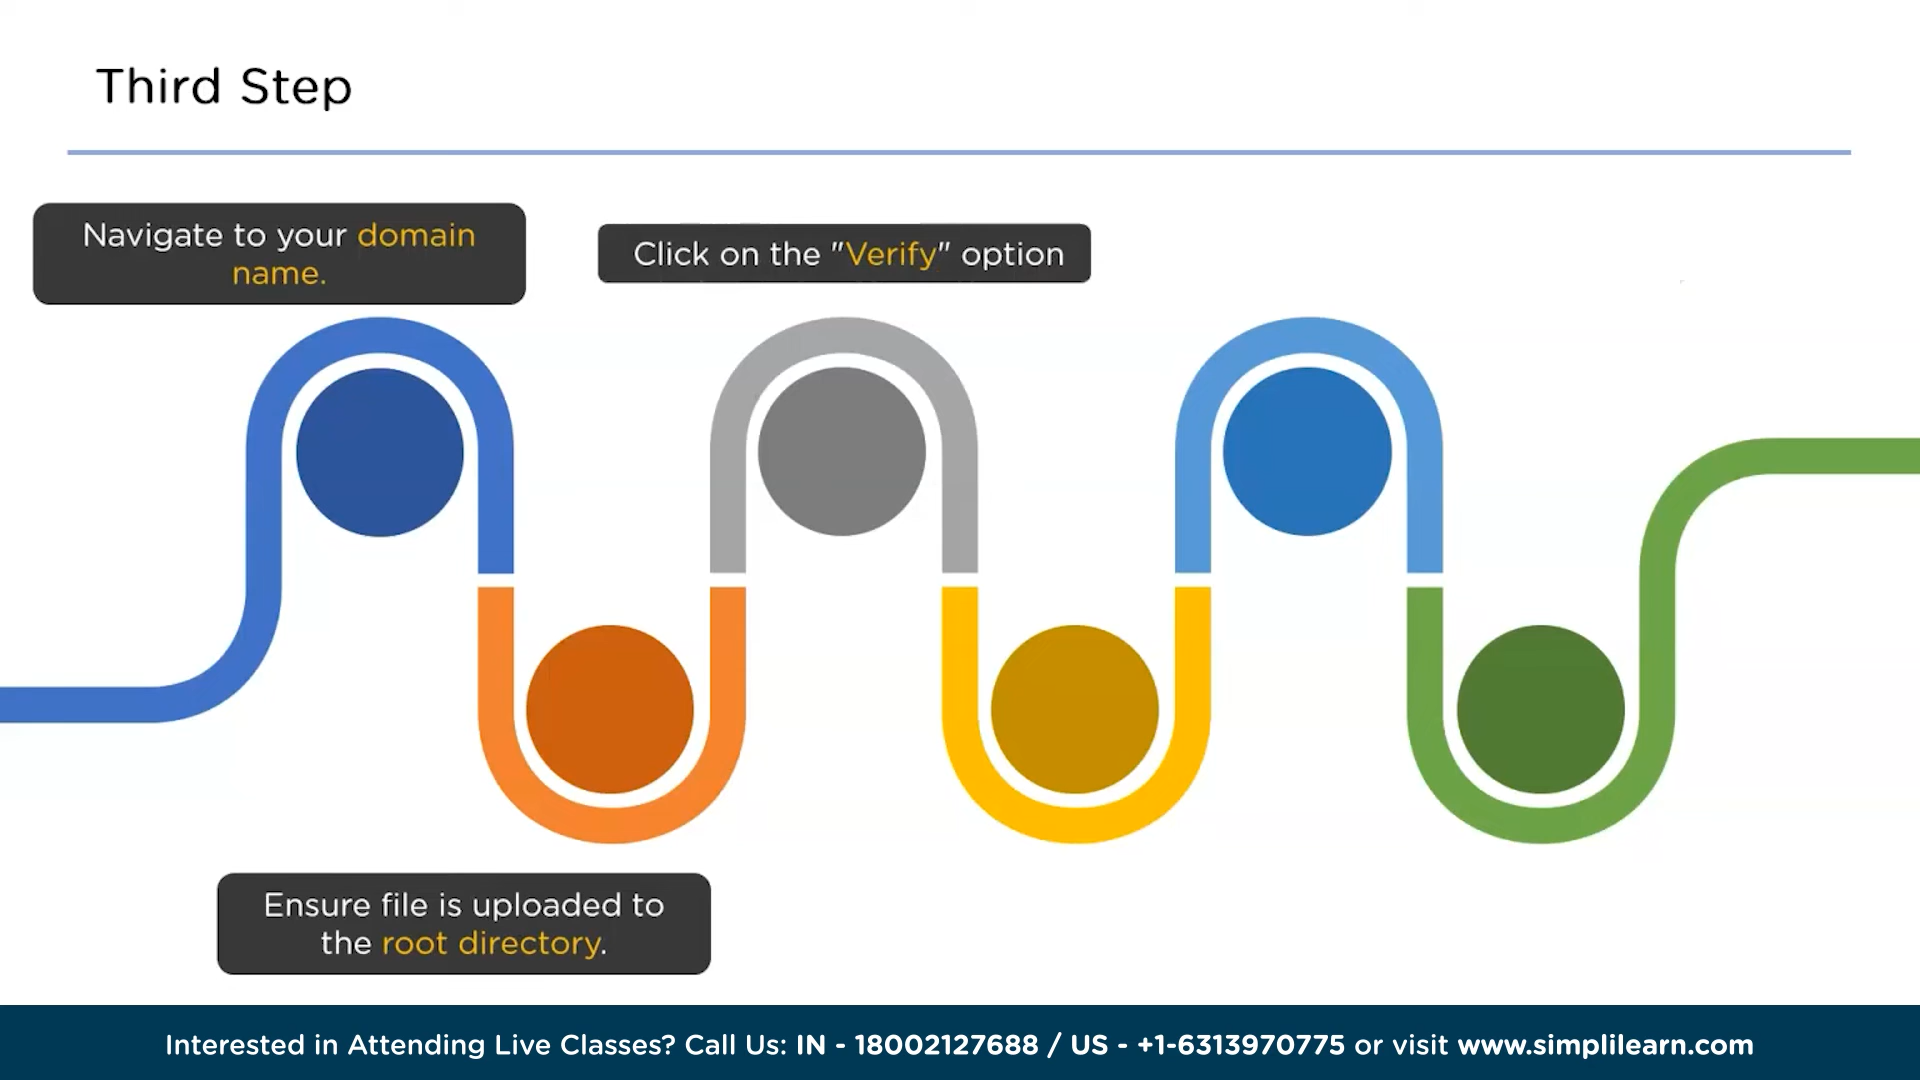 Third Step
Navigate to your domain
name.
Click on the "Verify" option
Ensure file is uploaded to
the root directory.
Interested in Attending Live Classes? Call Us: IN - 18002127688 / US - +1-6313970775 or visit www.simplilearn.com